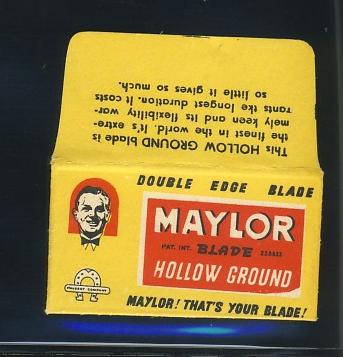 This HOLLOW GROUND blade is
the finest in the world. It's extre-
mely keen and its flexibility war-
rants tke longest duration. It costs
so little it gives so much.
DOUBLE EDGE BLADE
MAYLOR
PAT. INT. BLADE
HOLLOW GROUND
MAYLOR! THAT'S YOUR BLADE!